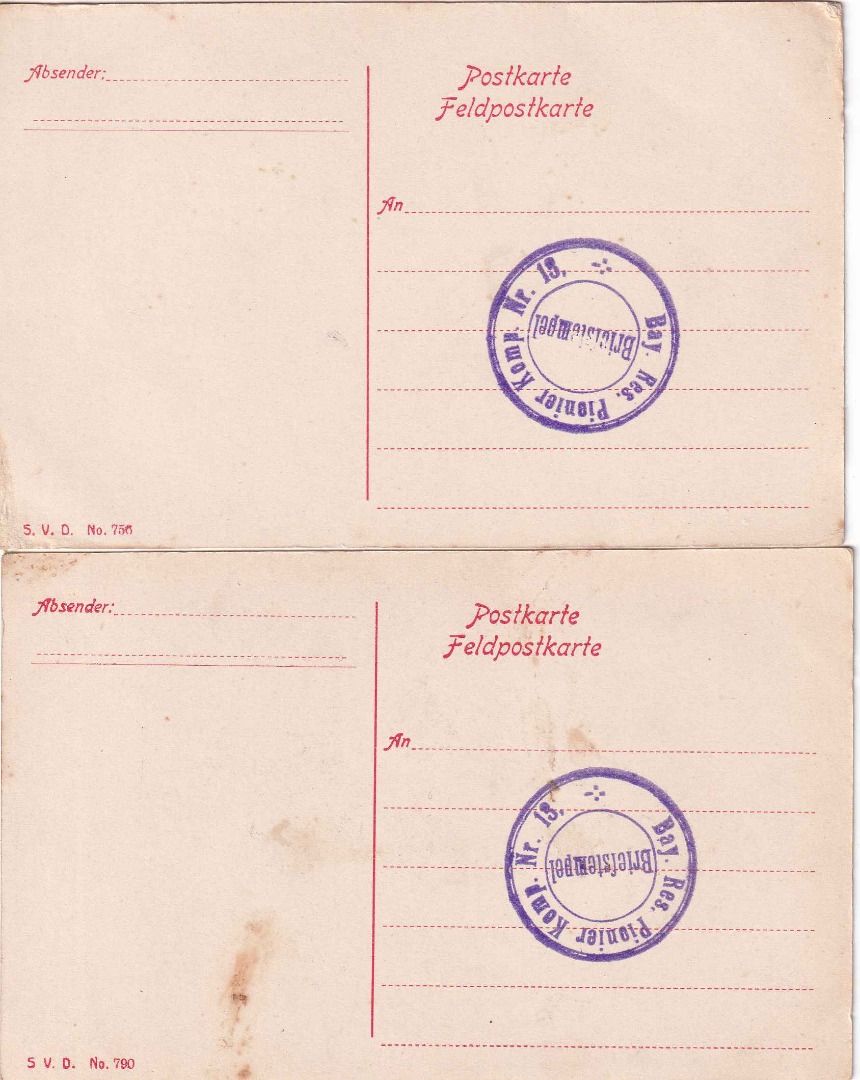 Absender:
Postkarte
Feldpostkarte
An
Bay. Res. Pionier Komp. Nr. 13.
Briefstempel
S. V. D. No. 756
Absender:
Postkarte
Feldpostkarte
An
Bay. Res. Pionier Komp. Nr. 13.
Briefstempel
S V. D. No. 790